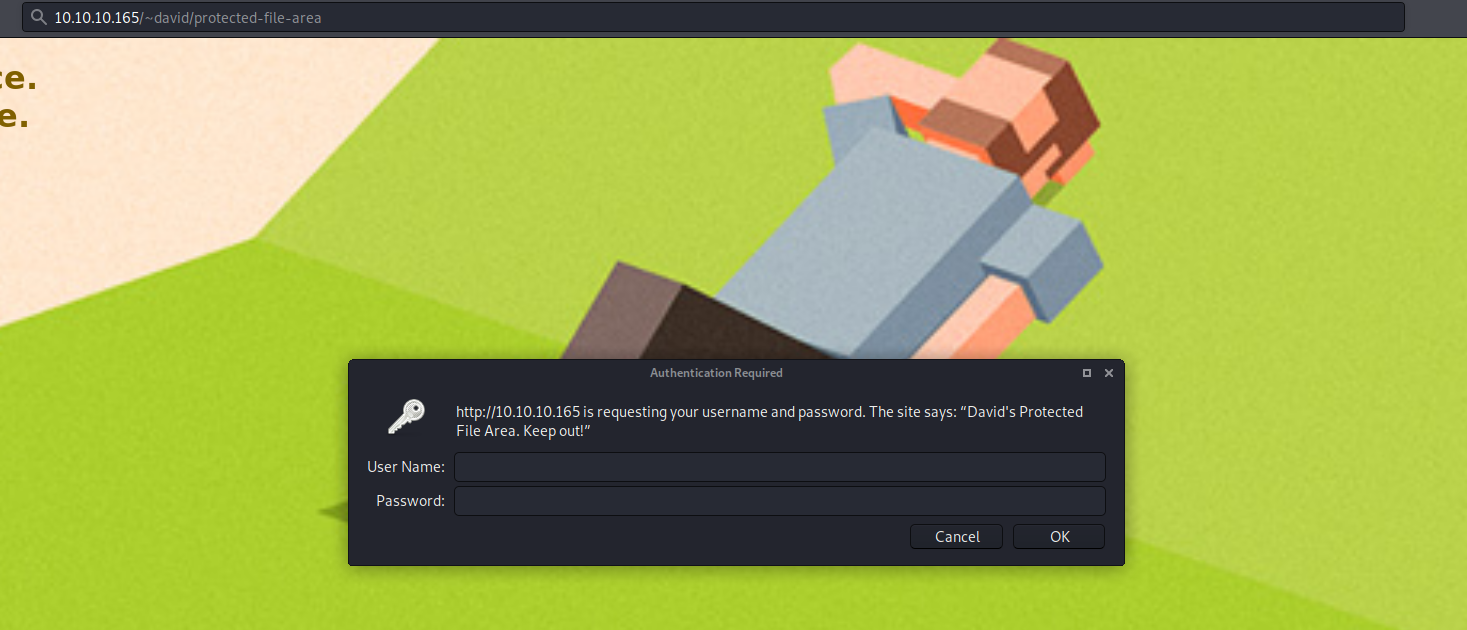 10.10.10.165/~david/protected-file-area
e.
e.
Authentication Required
http://10.10.10.165 is requesting your username and password. The site says: “David's Protected
File Area. Keep out!”
User Name:
Password:
Cancel
OK